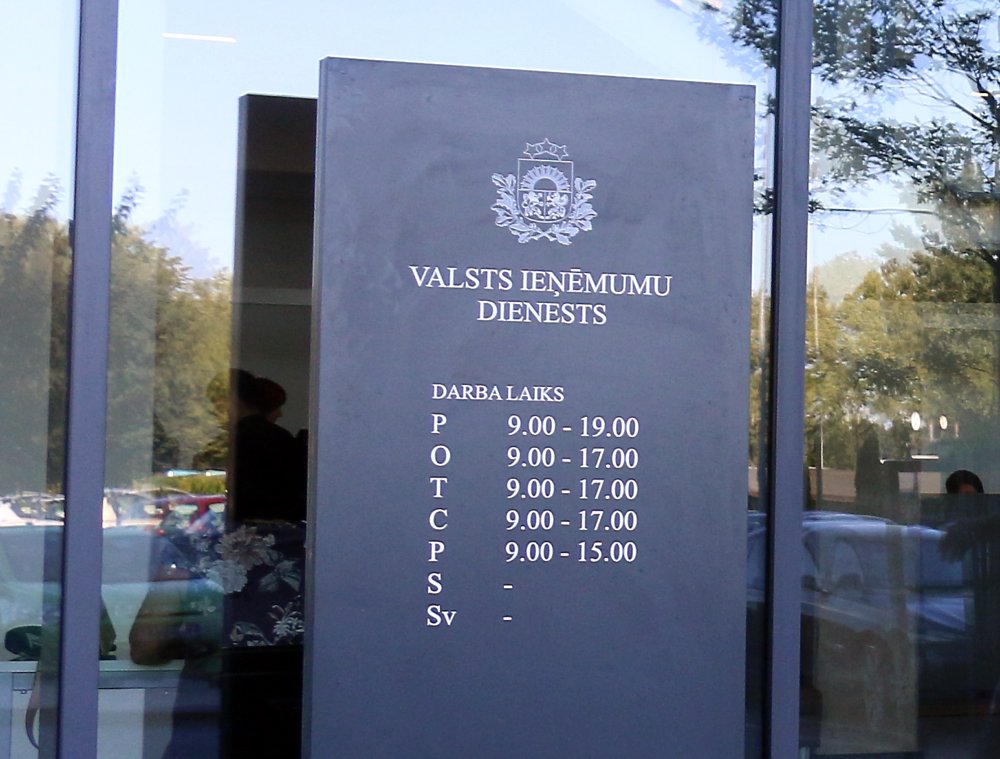 VALSTS IEŅĒMUMU
DIENESTS
DARBA LAIKS
P 9.00 - 19.00
O 9.00 - 17.00
T 9.00 - 17.00
C 9.00 - 17.00
P 9.00 - 15.00
S -
Sv -